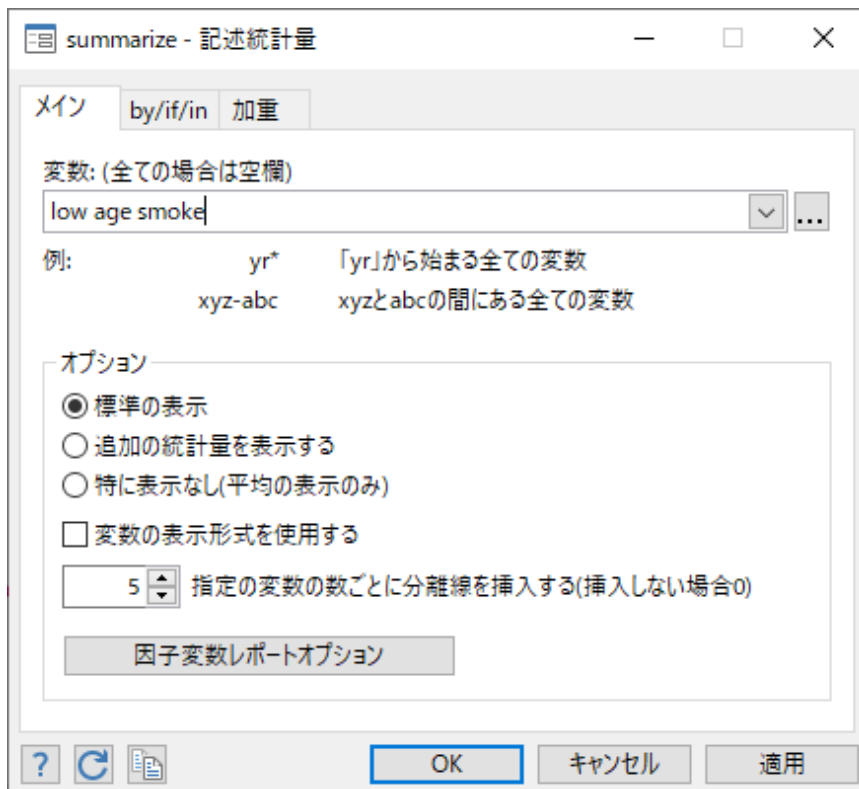 summarize - 記述統計量
メイン by/if/in 加重
変数: (全ての場合は空欄)
low age smoke
...
例: yr* 「yr」から始まる全ての変数
xyz-abc xyzとabcの間にある全ての変数
オプション
標準の表示
追加の統計量を表示する
特に表示なし(平均の表示のみ)
変数の表示形式を使用する
5 指定の変数の数ごとに分離線を挿入する(挿入しない場合0)
因子変数レポートオプション
? OK キャンセル 適用